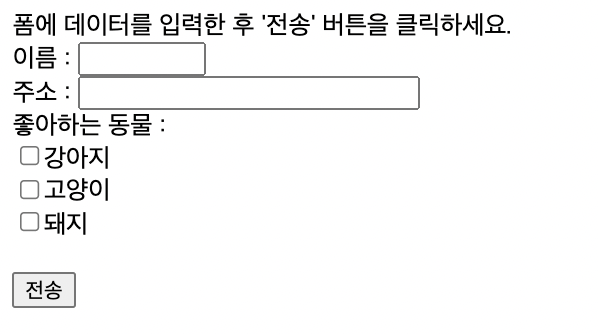 폼에 데이터를 입력한 후 '전송' 버튼을 클릭하세요.
이름 :
주소 :
좋아하는 동물 :
강아지
고양이
돼지
전송